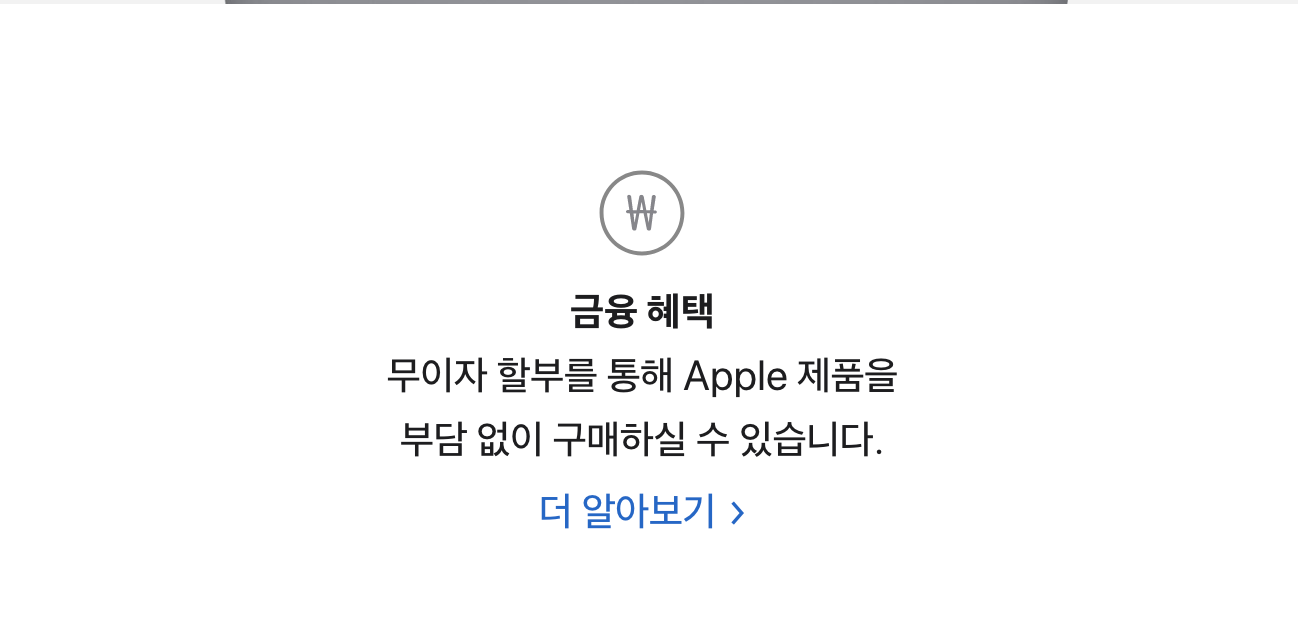 ₩
금융 혜택
무이자 할부를 통해 Apple 제품을
부담 없이 구매하실 수 있습니다.
더 알아보기 >